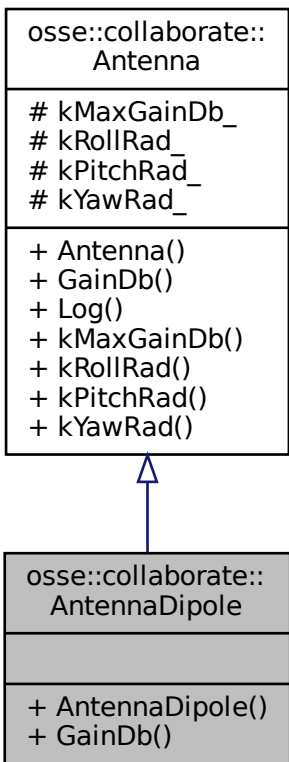 osse::collaborate::
Antenna
# kMaxGainDb_
# kRollRad_
# kPitchRad_
# kYawRad_
+ Antenna()
+ GainDb()
+ Log()
+ kMaxGainDb()
+ kRollRad()
+ kPitchRad()
+ kYawRad()
osse::collaborate::
AntennaDipole
+ AntennaDipole()
+ GainDb()